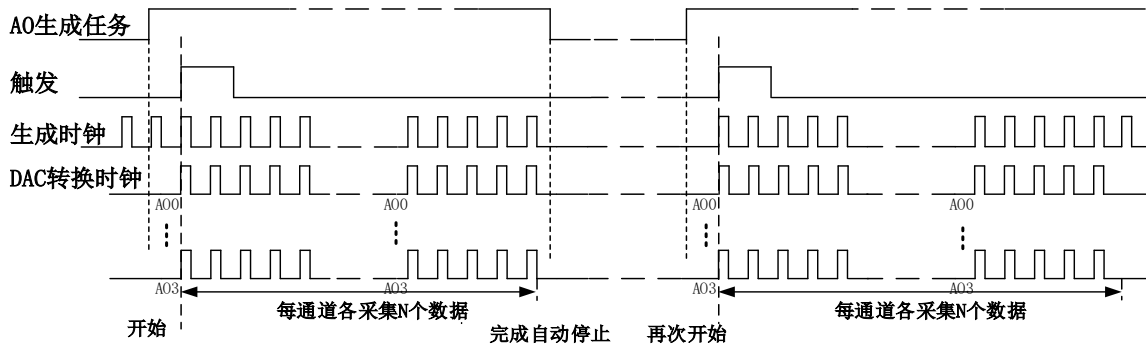 AO生成任务
触发
生成时钟
DAC转换时钟
AO0 AO0 AO0 AO0
AO3 AO3 AO3 AO3
每通道各采集N个数据 每通道各采集N个数据
开始 完成自动停止 再次开始